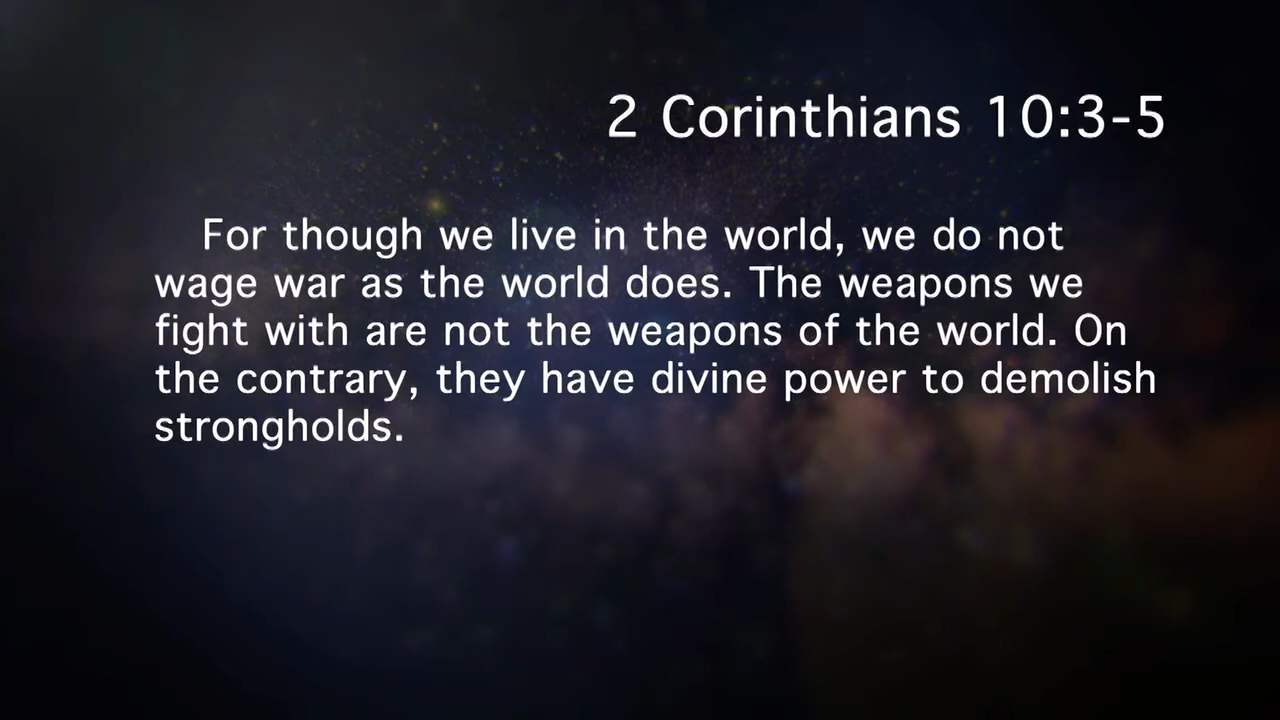 2 Corinthians 10:3-5
For though we live in the world, we do not
wage war as the world does. The weapons we
fight with are not the weapons of the world. On
the contrary, they have divine power to demolish
strongholds.